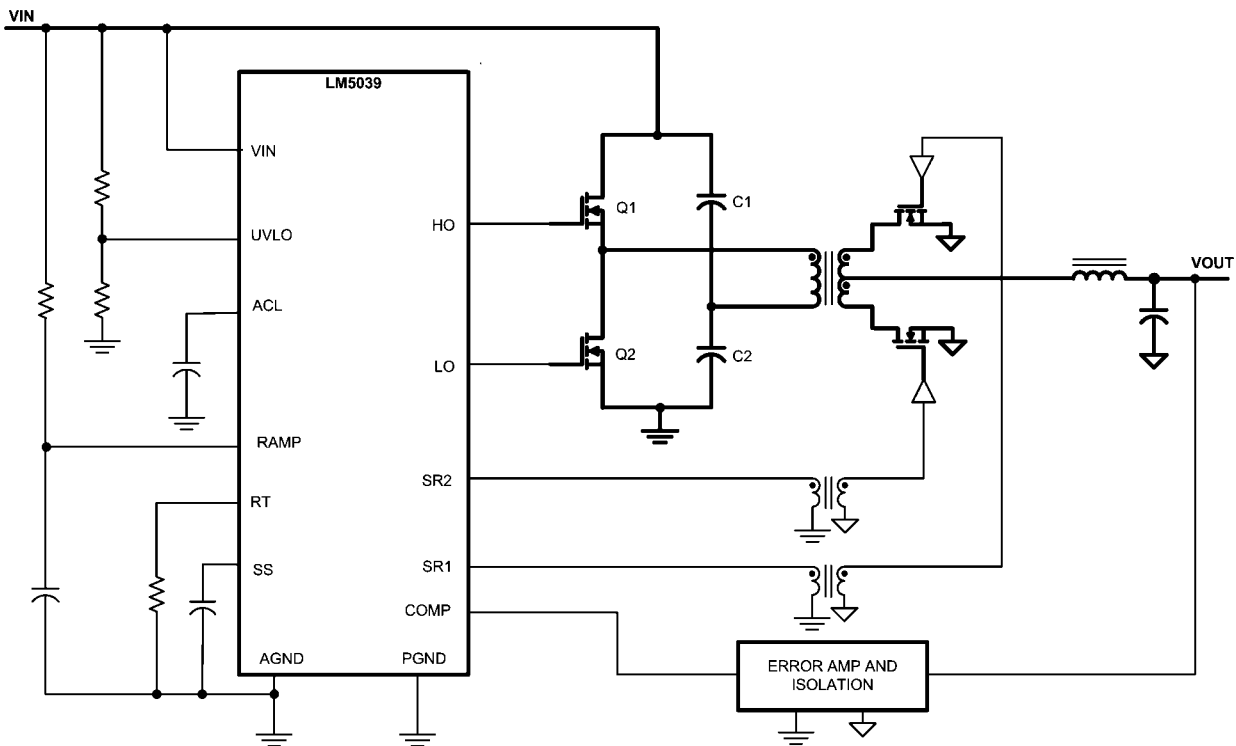 VIN
LM5039
VIN
UVLO
ACL
RAMP
RT
SS
AGND
PGND
HO
LO
SR2
SR1
COMP
Q1
C1
Q2
C2
VOUT
ERROR AMP AND
ISOLATION